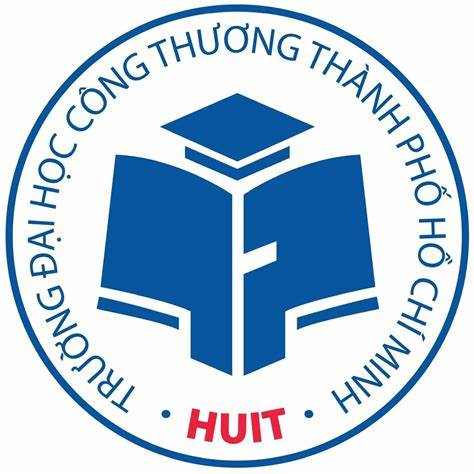 TRƯỜNG ĐẠI HỌC CÔNG THƯƠNG THÀNH PHỐ HỒ CHÍ MINH
• HUIT •